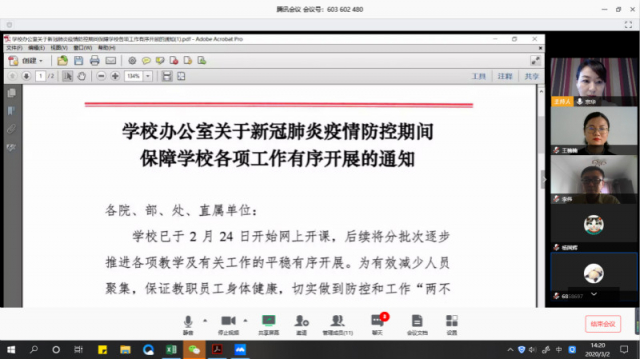 腾讯会议 会议号：603 602 480
学校办公室关于新冠肺炎疫情防控期间保障学校各项工作有序开展的通知(1).pdf - Adobe Acrobat Pro
文件(F) 编辑(E) 视图(V) 窗口(W) 帮助(H)
创建
1 / 2 134%
工具 注释 共享
学校办公室关于新冠肺炎疫情防控期间
保障学校各项工作有序开展的通知
各院、部、处、直属单位：
学校已于 2 月 24 日开始网上开课，后续将分批次逐步
推进各项教学及有关工作的平稳有序开展。为有效减少人员
聚集，保证教职员工身体健康，切实做到防控和工作“两不
主持人
静音 停止视频 共享屏幕 邀请 管理成员(11) 聊天 会议文档 设置
结束会议
14:20
2020/3/2